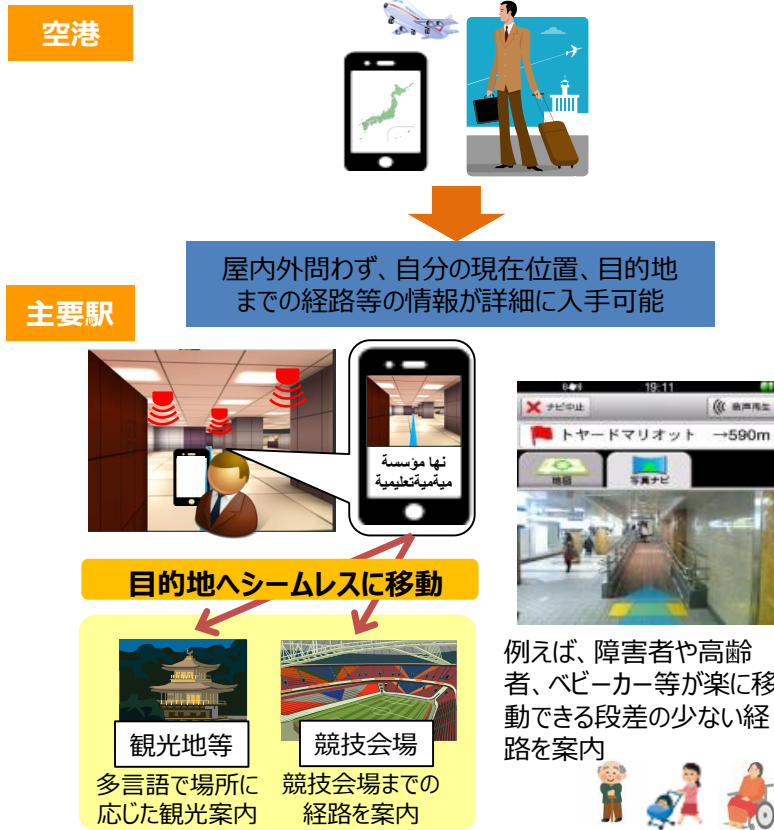 空港
屋内外問わず、自分の現在位置、目的地
までの経路等の情報が詳細に入手可能
主要駅
نها مؤسسة
ميةميةتعليمية
19:11
ナビ中止
音声再生
トヤードマリオット →590m
地図
写真ナビ
目的地へシームレスに移動
観光地等
多言語で場所に
応じた観光案内
競技会場
競技会場までの
経路を案内
例えば、障害者や高齢
者、ベビーカー等が楽に移
動できる段差の少ない経
路を案内